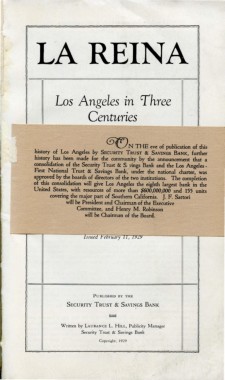 LA REINA
Los Angeles in Three
Centuries
ON THE eve of publication of this
history of Los Angeles by SECURITY TRUST & SAVINGS BANK, further
history has been made for the community by the announcement that a
consolidation of the Security Trust & S vings Bank and the Los Angeles-
First National Trust & Savings Bank, under the national charter, was
approved by the boards of directors of the two institutions. The completion
of this consolidation will give Los Angeles the eighth largest bank in the
United States, with resources of more than $600,000,000 and 135 units
covering the major part of Southern California. J. F. Sartori
will be President and Chairman of the Executive
Committee, and Henry M. Robinson
will be Chairman of the Board.
Issued February 11, 1929
PUBLISHED BY THE
SECURITY TRUST & SAVINGS BANK
Written by LAURANCE L. HILL, Publicity Manager
Security Trust & Savings Bank
Copyright, 1929